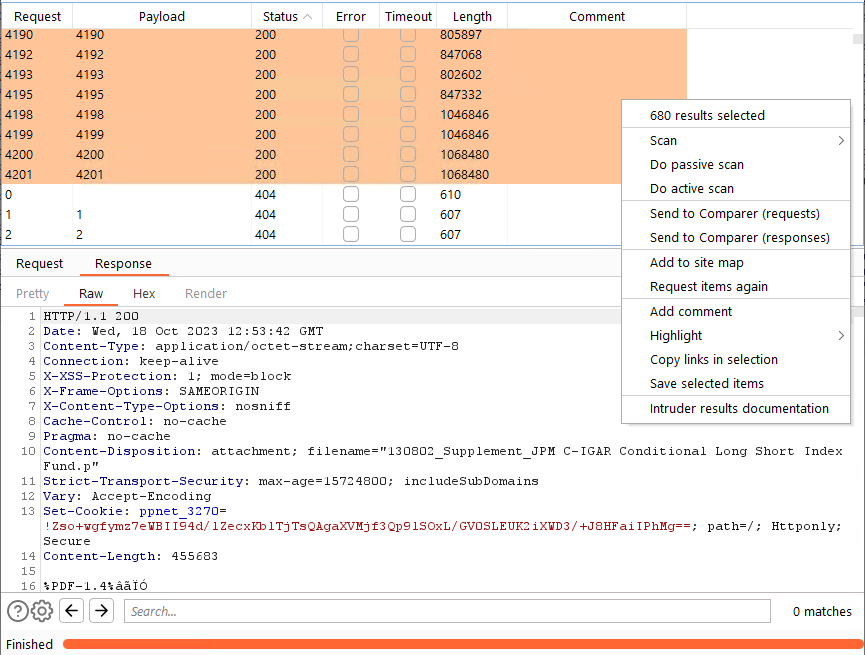 Request Payload Status Error Timeout Length Comment
4190 4190 200 805897
4192 4192 200 847068
4193 4193 200 802602
4195 4195 200 847332
4198 4198 200 1046846
4199 4199 200 1046846
4200 4200 200 1068480
4201 4201 200 1068480
0 404 610
1 1 404 607
2 2 404 607
680 results selected
Scan
Do passive scan
Do active scan
Send to Comparer (requests)
Send to Comparer (responses)
Add to site map
Request items again
Add comment
Highlight
Copy links in selection
Save selected items
Intruder results documentation
Request Response
Pretty Raw Hex Render
1 HTTP/1.1 200
2 Date: Wed, 18 Oct 2023 12:53:42 GMT
3 Content-Type: application/octet-stream;charset=UTF-8
4 Connection: keep-alive
5 X-XSS-Protection: 1; mode=block
6 X-Frame-Options: SAMEORIGIN
7 X-Content-Type-Options: nosniff
8 Cache-Control: no-cache
9 Pragma: no-cache
10 Content-Disposition: attachment; filename="130802_Supplement_JPM C-IGAR Conditional Long Short Index
Fund.p"
11 Strict-Transport-Security: max-age=15724800; includeSubDomains
12 Vary: Accept-Encoding
13 Set-Cookie: ppnet_3270=
!Zso+wgfymz7eWBII94d/lZecxKblTjTsQAgaXVMjf3Qp9lSOxL/GVOSLEUK2iXWD3/+J8HFaiIPhMg==; path=/; Httponly;
Secure
14 Content-Length: 455683
15
16 %PDF-1.4%âãÏÓ
Search...
0 matches
Finished